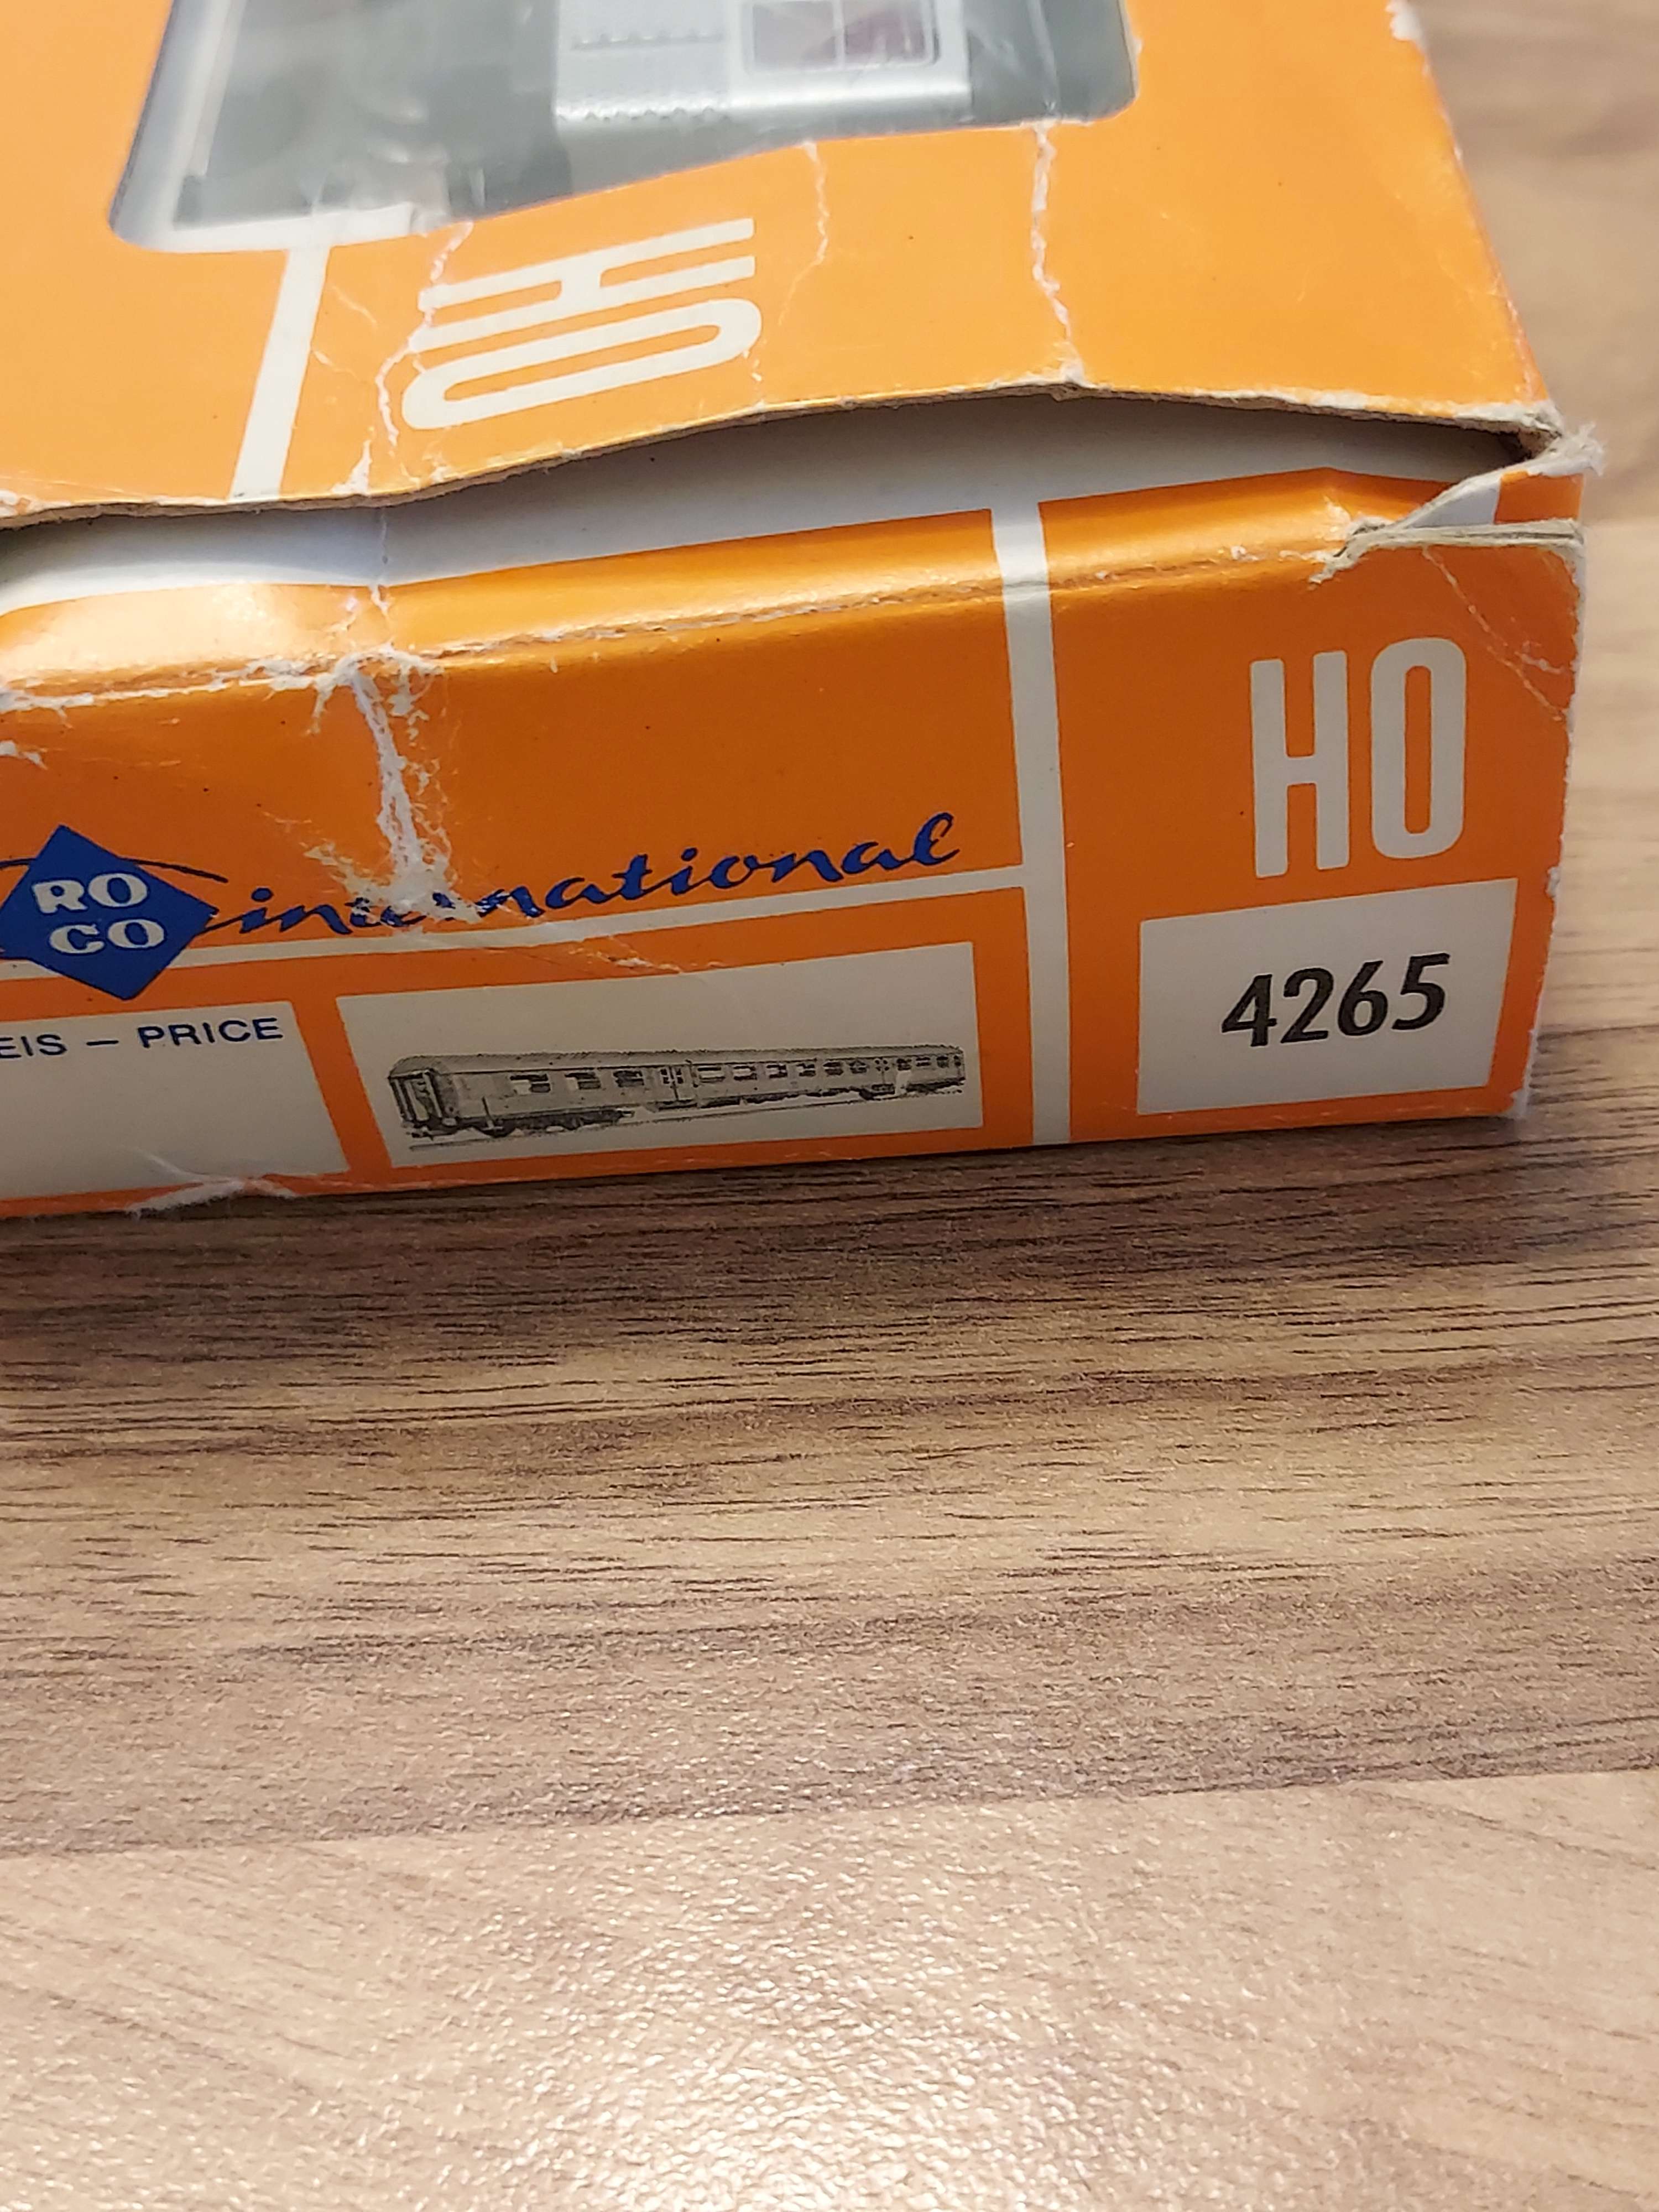 HO
HO
RO
CO
international
EIS – PRICE
4265